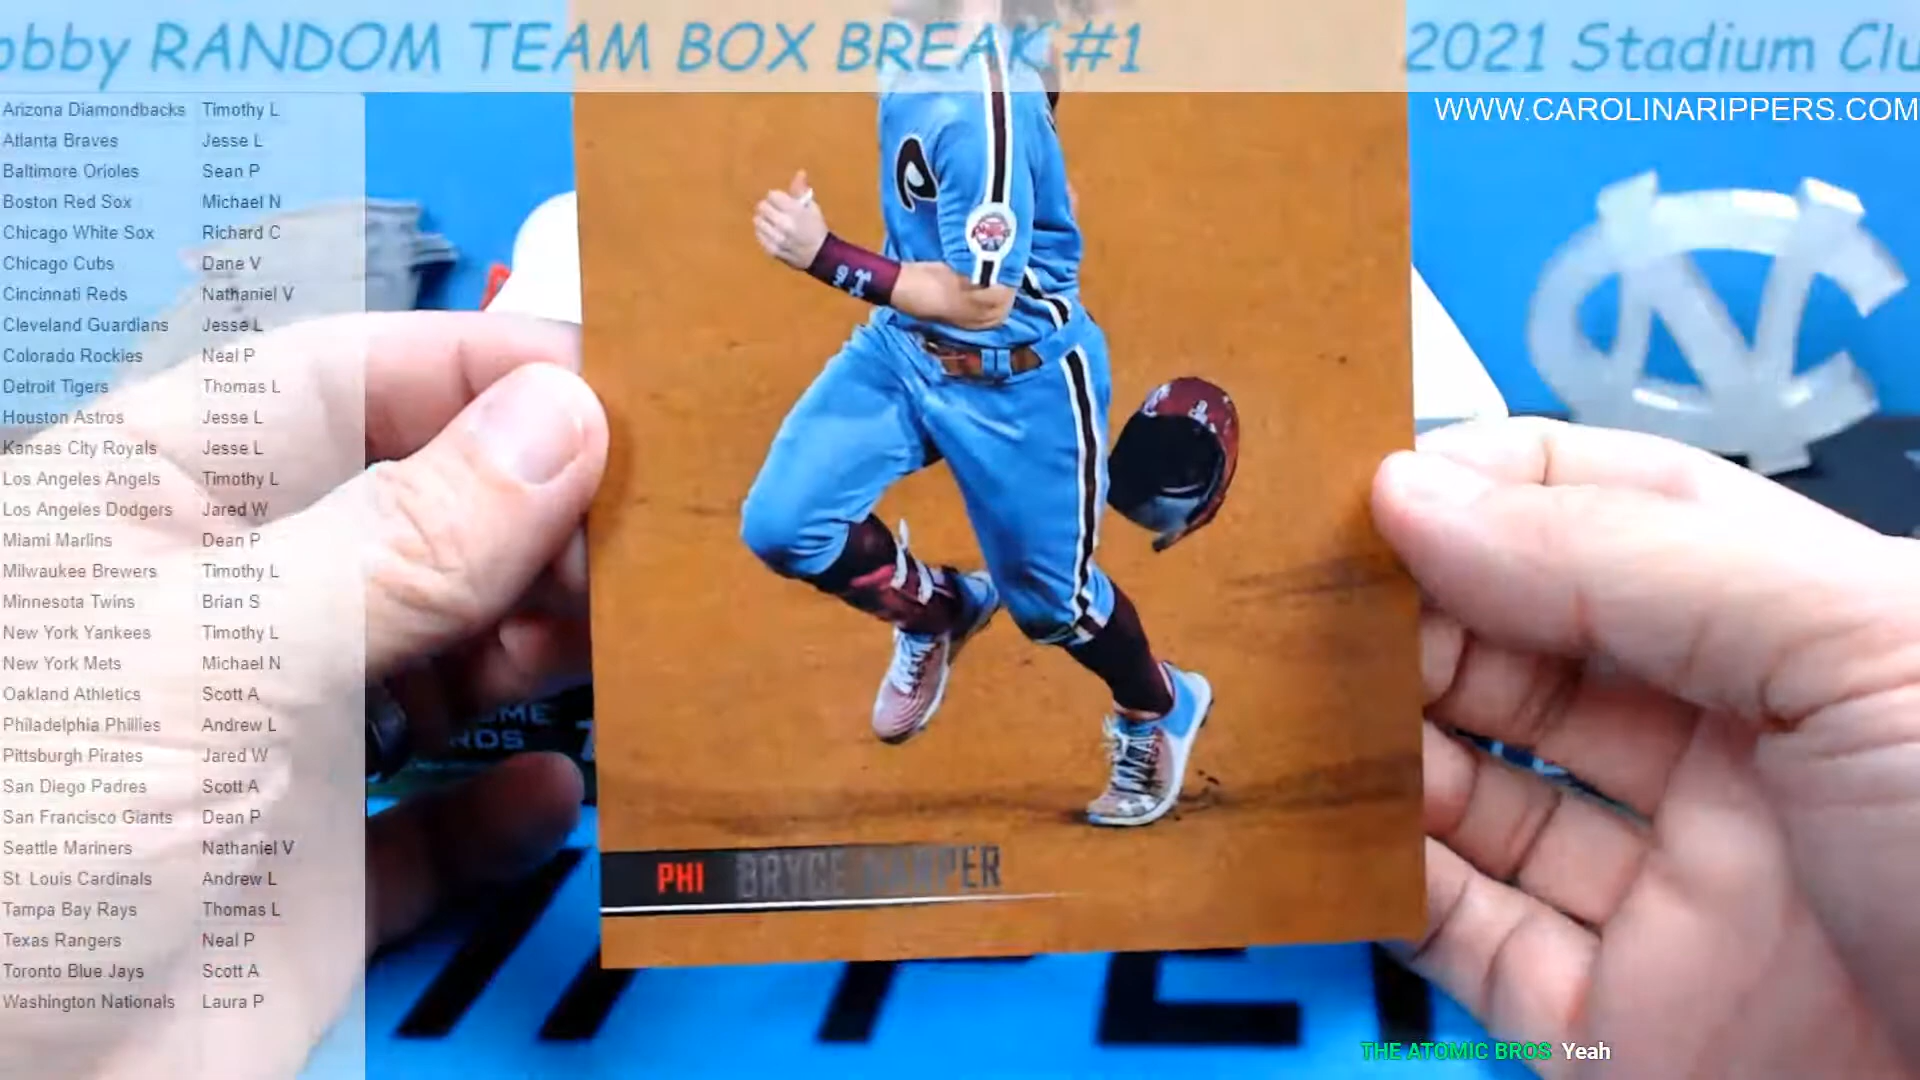 obby RANDOM TEAM BOX BREAK #1 2021 Stadium Clu
WWW.CAROLINARIPPERS.COM
Arizona Diamondbacks Timothy L
Atlanta Braves Jesse L
Baltimore Orioles Sean P
Boston Red Sox Michael N
Chicago White Sox Richard C
Chicago Cubs Dane V
Cincinnati Reds Nathaniel V
Cleveland Guardians Jesse L
Colorado Rockies Neal P
Detroit Tigers Thomas L
Houston Astros Jesse L
Kansas City Royals Jesse L
Los Angeles Angels Timothy L
Los Angeles Dodgers Jared W
Miami Marlins Dean P
Milwaukee Brewers Timothy L
Minnesota Twins Brian S
New York Yankees Timothy L
New York Mets Michael N
Oakland Athletics Scott A
Philadelphia Phillies Andrew L
Pittsburgh Pirates Jared W
San Diego Padres Scott A
San Francisco Giants Dean P
Seattle Mariners Nathaniel V
St. Louis Cardinals Andrew L
Tampa Bay Rays Thomas L
Texas Rangers Neal P
Toronto Blue Jays Scott A
Washington Nationals Laura P
NC
PHI BRYCE HARPER
THE ATOMIC BROS Yeah